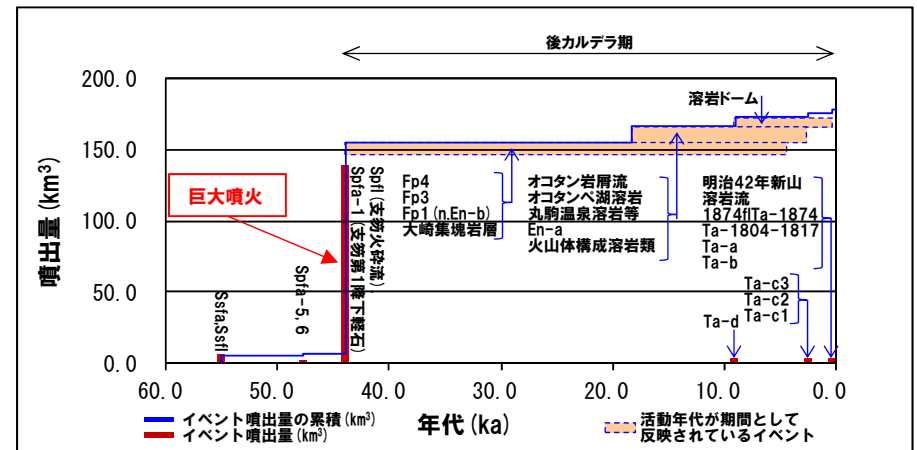 後カルデラ期
200.0
150.0
100.0
50.0
0.0
噴出量(km³)
溶岩ドーム
巨大噴火
Ssfa,Ssfl
Spfa-5,6
Spfl(支笏火砕流),
Spfa-1(支笏第1降下軽石)
Fp4
Fp3
Fp1(n.En-b)
大崎集塊岩層
オコタン岩屑流
オコタンペ湖溶岩
丸駒温泉溶岩等
En-a
火山体構成溶岩類
明治42年新山
溶岩流
1874flTa-1874
Ta-1804-1817
Ta-a
Ta-b
Ta-c3
Ta-c2
Ta-c1
Ta-d
60.0
50.0
40.0
30.0
20.0
10.0
0.0
年代(ka)
イベント噴出量の累積(km³)
イベント噴出量(km³)
活動年代が期間として
反映されているイベント